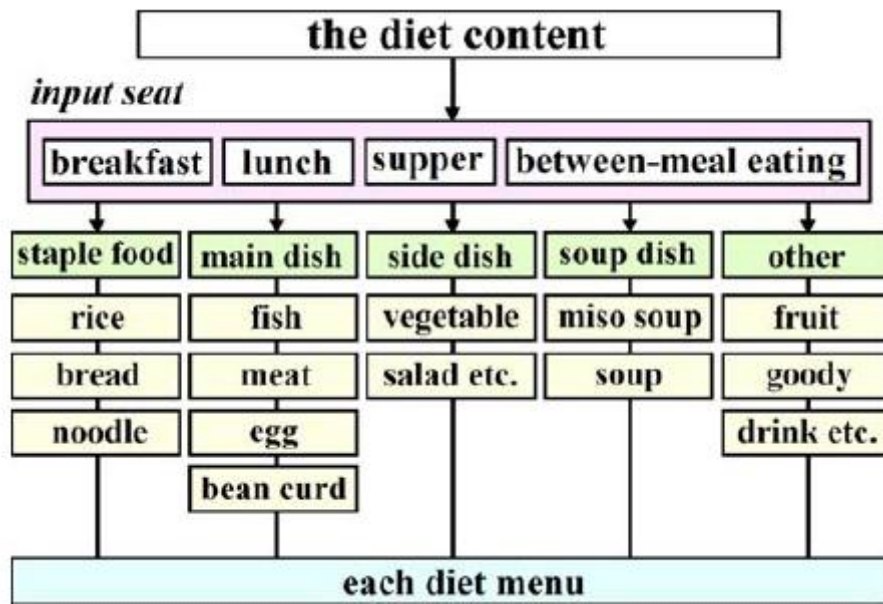 the diet content
input seat
breakfast lunch supper between-meal eating
staple food main dish side dish soup dish other
rice fish vegetable miso soup fruit
bread meat salad etc. soup goody
noodle egg drink etc.
bean curd
each diet menu